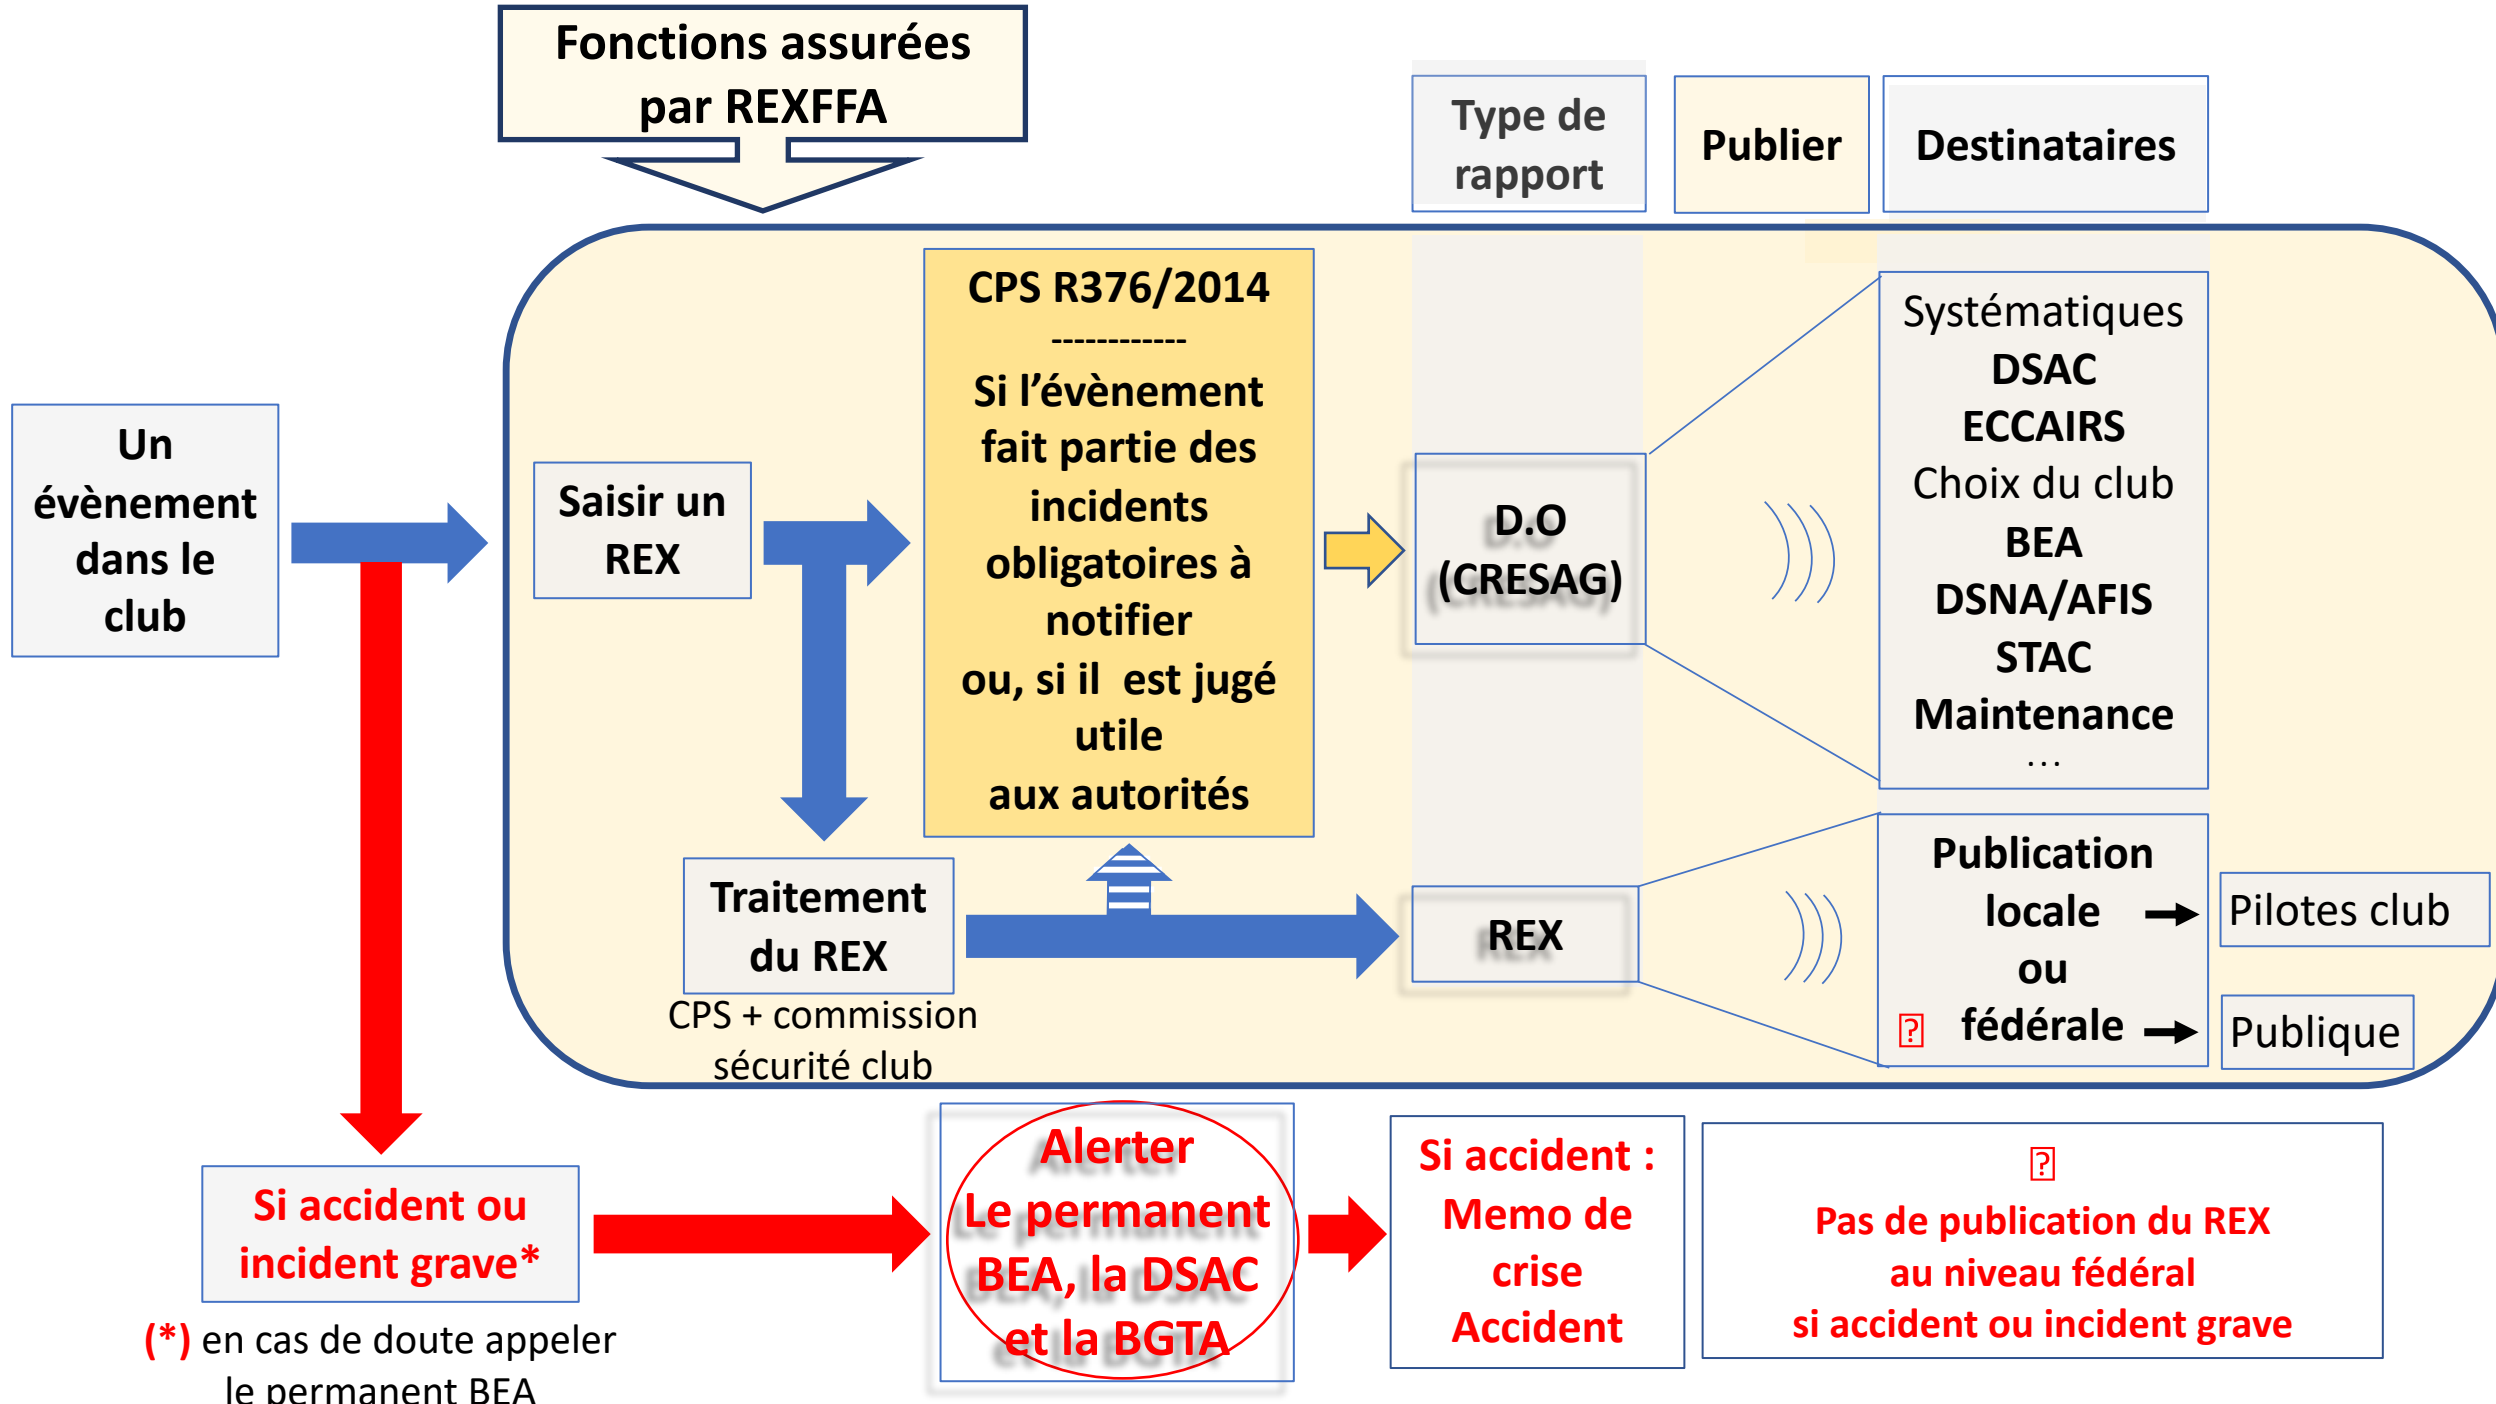 Fonctions assurées
par REXFFA
Type de
rapport
Publier
Destinataires
Un
évènement
dans le
club
Saisir un
REX
CPS R376/2014
------------
Si l’évènement
fait partie des
incidents
obligatoires à
notifier
ou, si il  est jugé
utile
aux autorités
D.O
(CRESAG)
Systématiques
DSAC
ECCAIRS
Choix du club
BEA
DSNA/AFIS
STAC
Maintenance
...
Traitement
du REX
CPS + commission
sécurité club
REX
Publication
locale
ou
fédérale
Pilotes club
Publique
Si accident ou
incident grave*
(*) en cas de doute appeler
le permanent BEA
Alerter
Le permanent
BEA, la DSAC
et la BGTA
Si accident :
Memo de
crise
Accident
Pas de publication du REX
au niveau fédéral
si accident ou incident grave